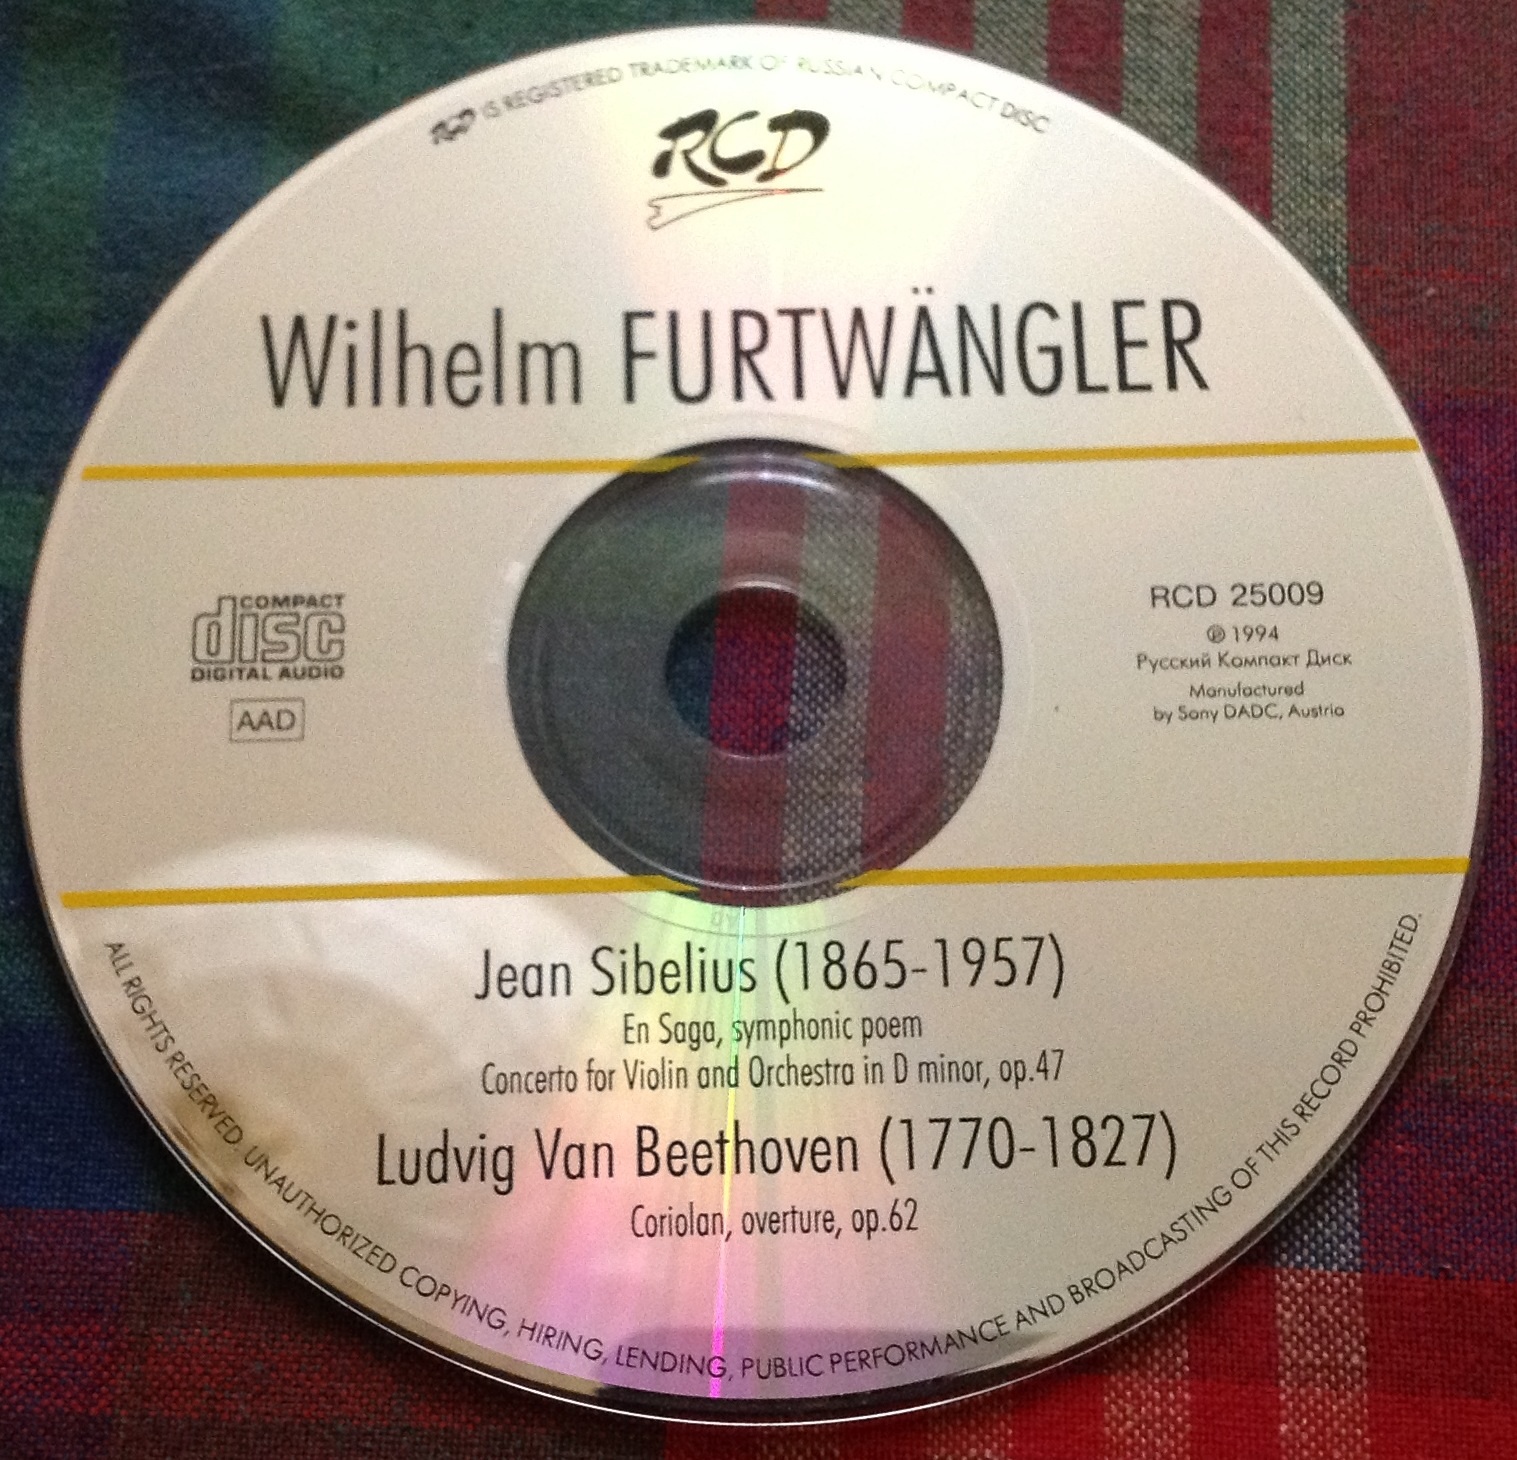 RCD IS REGISTERED TRADEMARK OF RUSSIAN COMPACT DISC
RCD
Wilhelm FURTWÄNGLER
COMPACT
disc
DIGITAL AUDIO
AAD
RCD 25009
℗ 1994
Русский Компакт Диск
Manufactured
by Sony DADC, Austria
Jean Sibelius (1865-1957)
En Saga, symphonic poem
Concerto for Violin and Orchestra in D minor, op.47
Ludvig Van Beethoven (1770-1827)
Coriolan, overture, op.62
ALL RIGHTS RESERVED. UNAUTHORIZED COPYING, HIRING, LENDING, PUBLIC PERFORMANCE AND BROADCASTING OF THIS RECORD PROHIBITED.